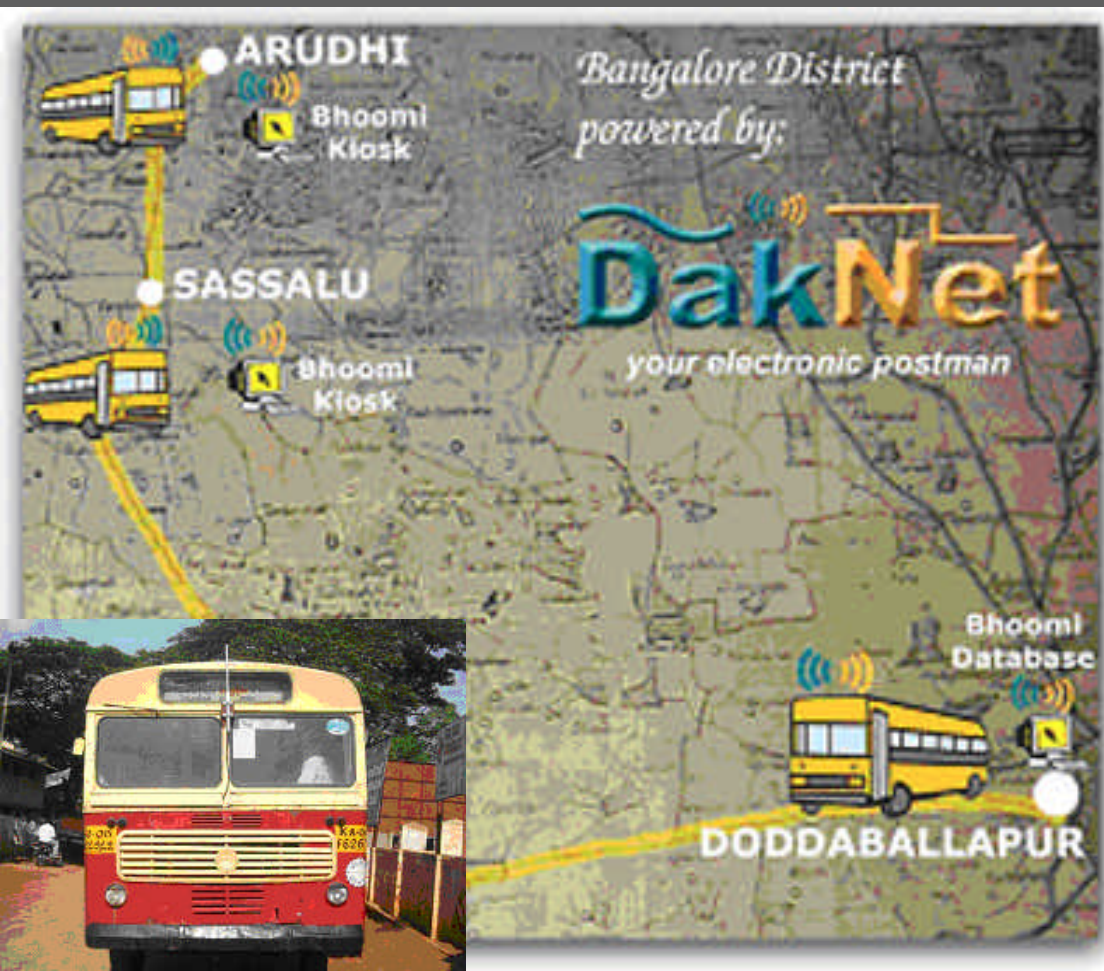 ARUDHI
Bhoomi
Kiosk
Bangalore District
powered by:
DakNet
your electronic postman
SASSALU
Bhoomi
Kiosk
Bhoomi
Database
DODDABALLAPUR